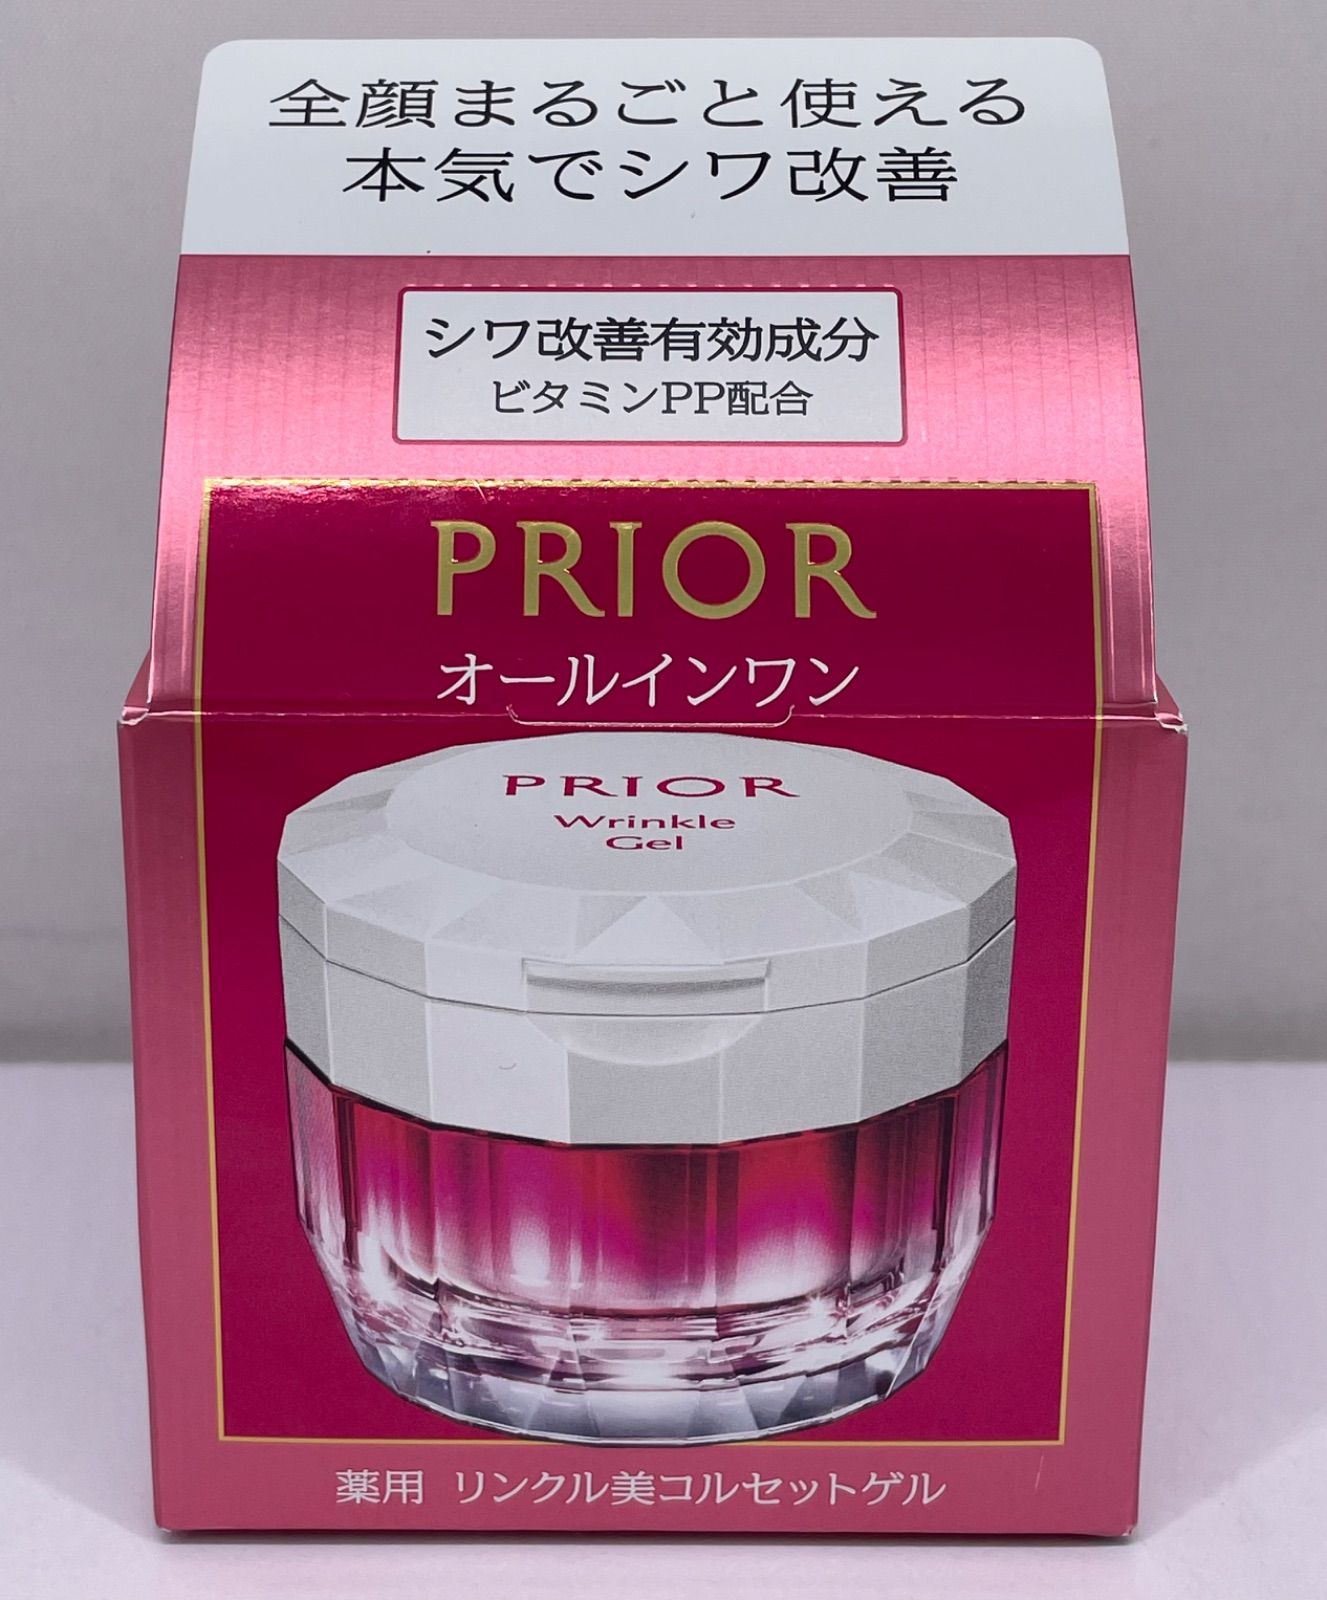 全顔まるごと使える
本気でシワ改善
シワ改善有効成分
ビタミンPP配合
PRIOR
オールインワン
PRIOR
Wrinkle
Gel
薬用 リンクル美コルセットゲル